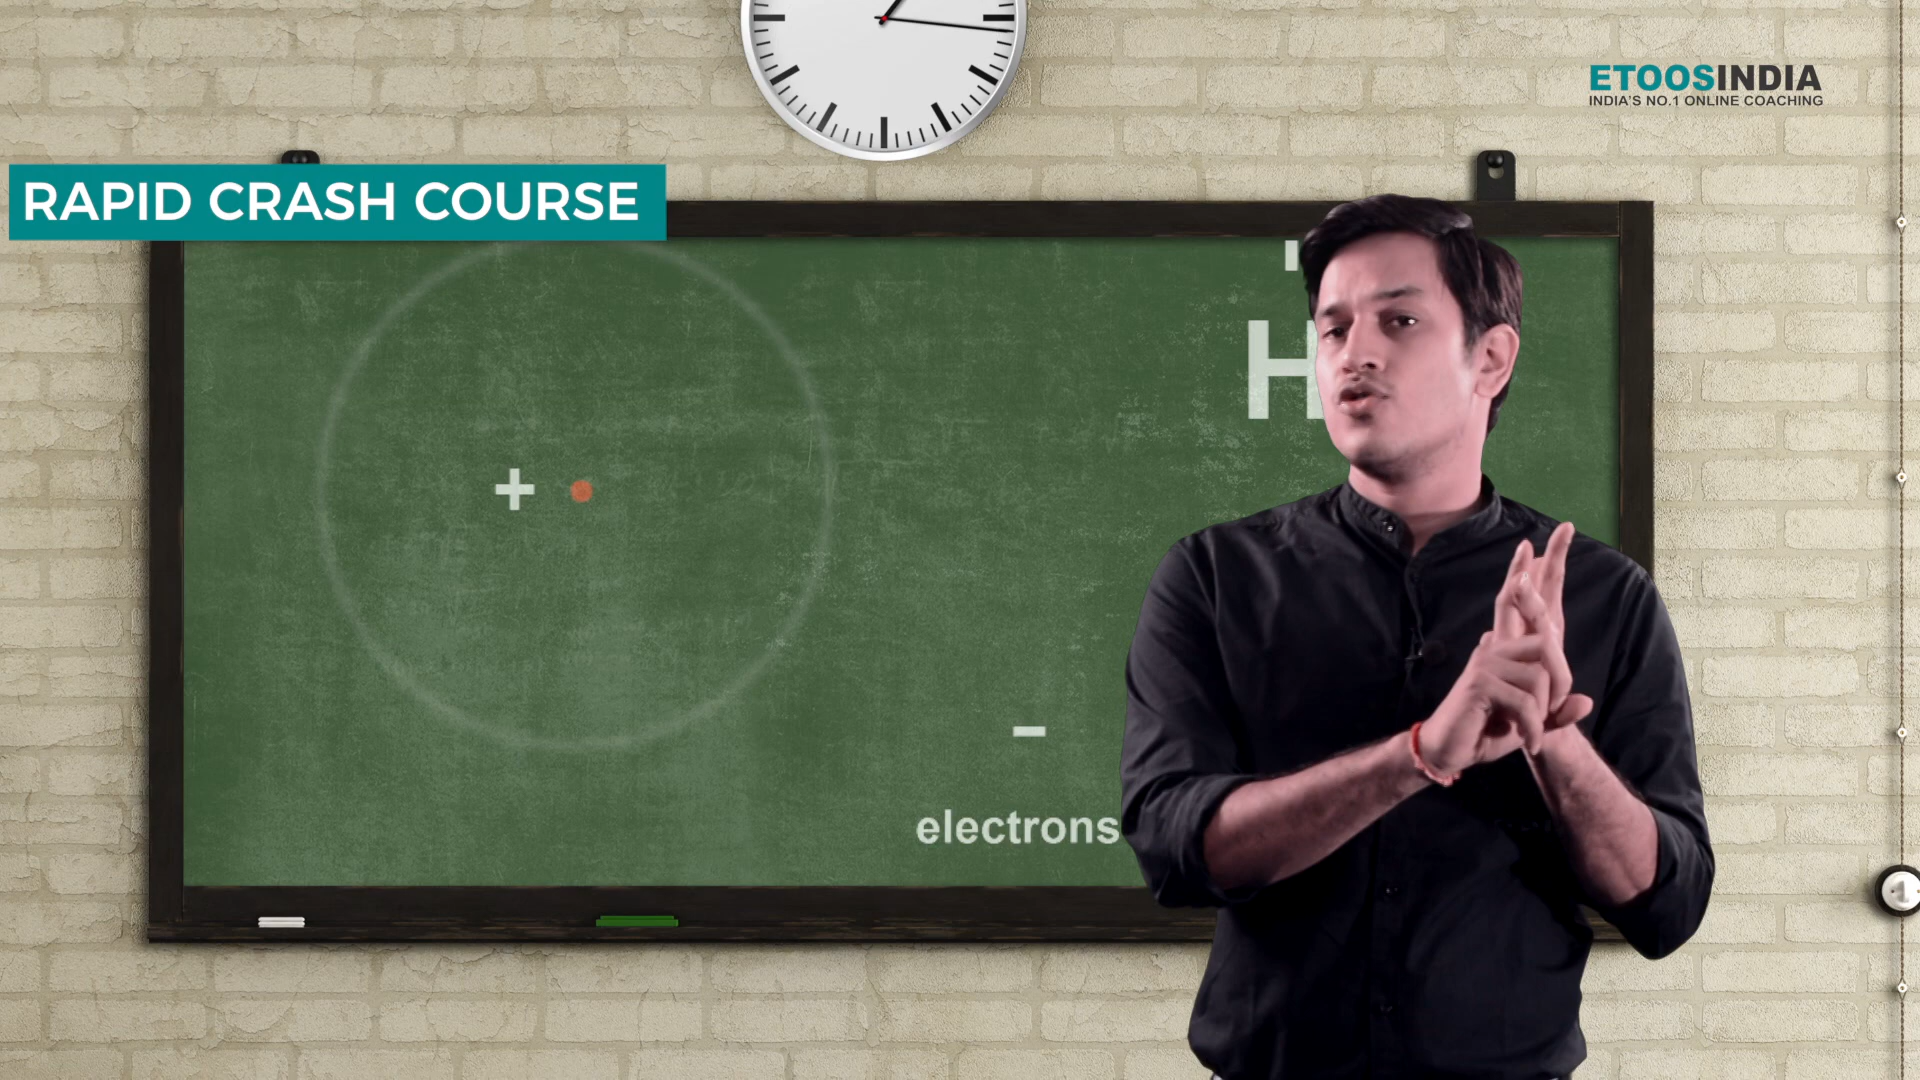 ETOOSINDIA
INDIA'S NO.1 ONLINE COACHING
RAPID CRASH COURSE
H
+
–
electrons